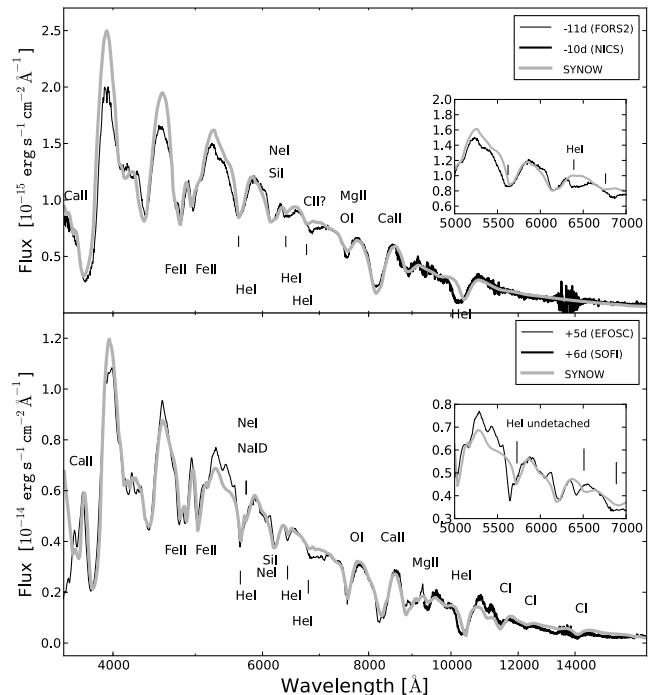 -11d (FORS2)
-10d (NICS)
SYNOW
2.5
2.0
1.5
1.0
0.5
Flux [10⁻¹⁵ erg s⁻¹ cm⁻² Å⁻¹]
CaII
FeII
FeII
HeI
NeI
SiI
HeI
HeI
CII?
MgII
OI
CaII
HeI
1.8
1.6
1.4
1.2
1.0
0.8
0.6
HeI
5000 5500 6000 6500 7000
+5d (EFOSC)
+6d (SOFI)
SYNOW
1.2
1.0
0.8
0.6
0.4
0.2
0.0
Flux [10⁻¹⁴ erg s⁻¹ cm⁻² Å⁻¹]
CaII
FeII
FeII
NeI
NaID
SiI
NeI
HeI
HeI
HeI
OI
CaII
MgII
HeI
CI
CI
CI
0.8
0.7
0.6
0.5
0.4
0.3
HeI undetached
5000 5500 6000 6500 7000
4000 6000 8000 10000 12000 14000
Wavelength [Å]